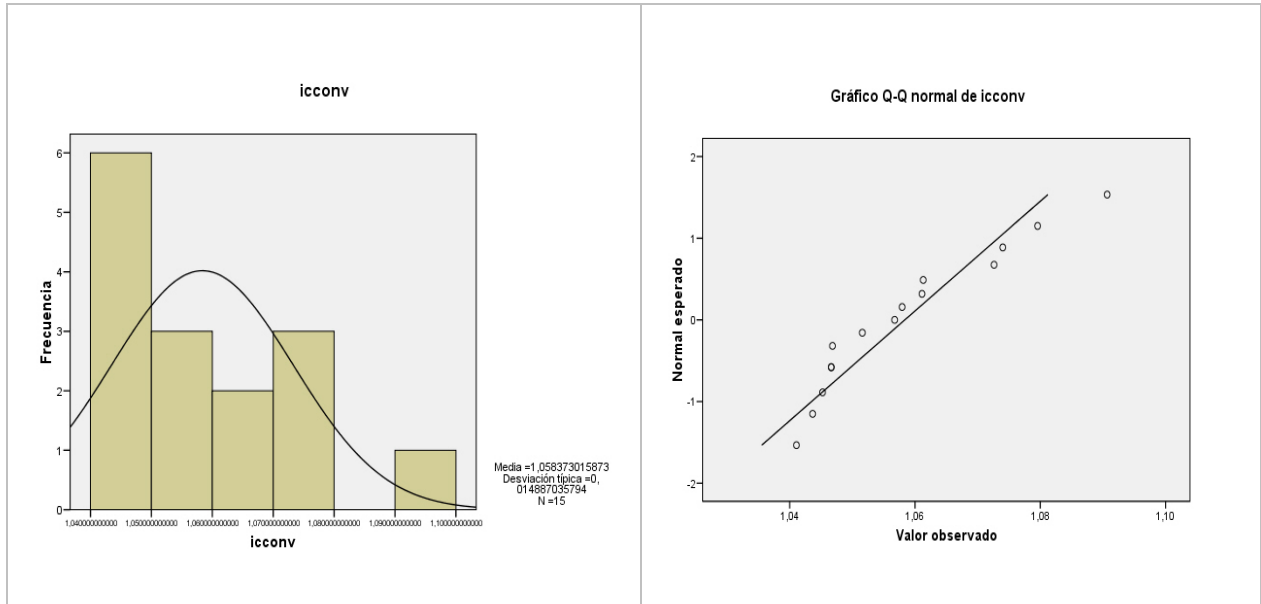 icconv
Frecuencia
6
5
4
3
2
1
0
1,040000000000 1,050000000000 1,060000000000 1,070000000000 1,080000000000 1,090000000000 1,100000000000
icconv
Media =1,058373015873
Desviación típica =0,
014887035794
N =15
Gráfico Q-Q normal de icconv
Normal esperado
2
1
0
-1
-2
1,04 1,06 1,08 1,10
Valor observado